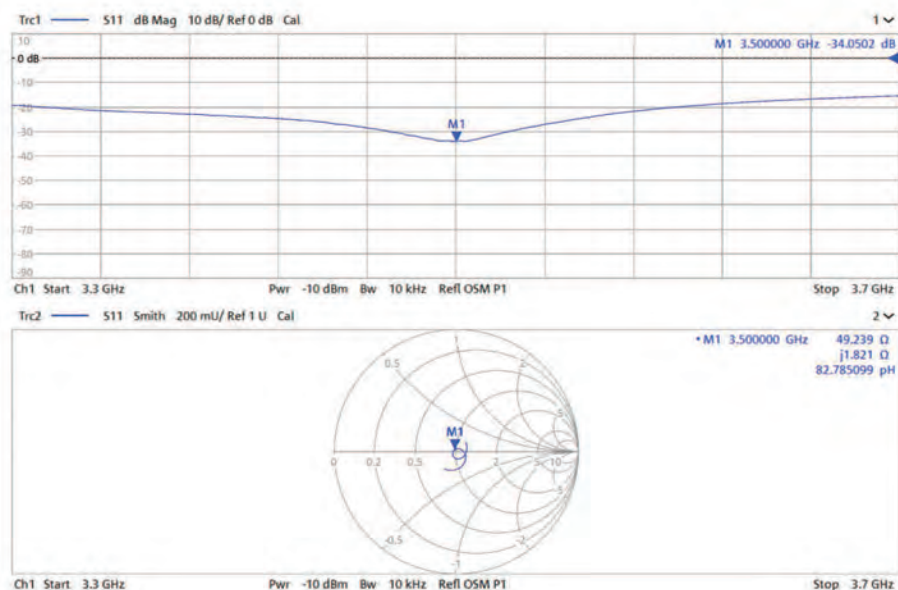 Trc1 S11 dB Mag 10 dB/ Ref 0 dB Cal 1
M1 3.500000 GHz -34.0502 dB
10
0 dB
-10
-20
-30
M1
-40
-50
-60
-70
-80
-90
Ch1 Start 3.3 GHz Pwr -10 dBm Bw 10 kHz Refl OSM P1 Stop 3.7 GHz
Trc2 S11 Smith 200 mU/ Ref 1 U Cal 2
•M1 3.500000 GHz 49.239 Ω
j1.821 Ω
82.785099 pH
1
0.5 2
5
M1
0 0.2 0.5 1 2 5 10
-0.5 -2
-1
Ch1 Start 3.3 GHz Pwr -10 dBm Bw 10 kHz Refl OSM P1 Stop 3.7 GHz